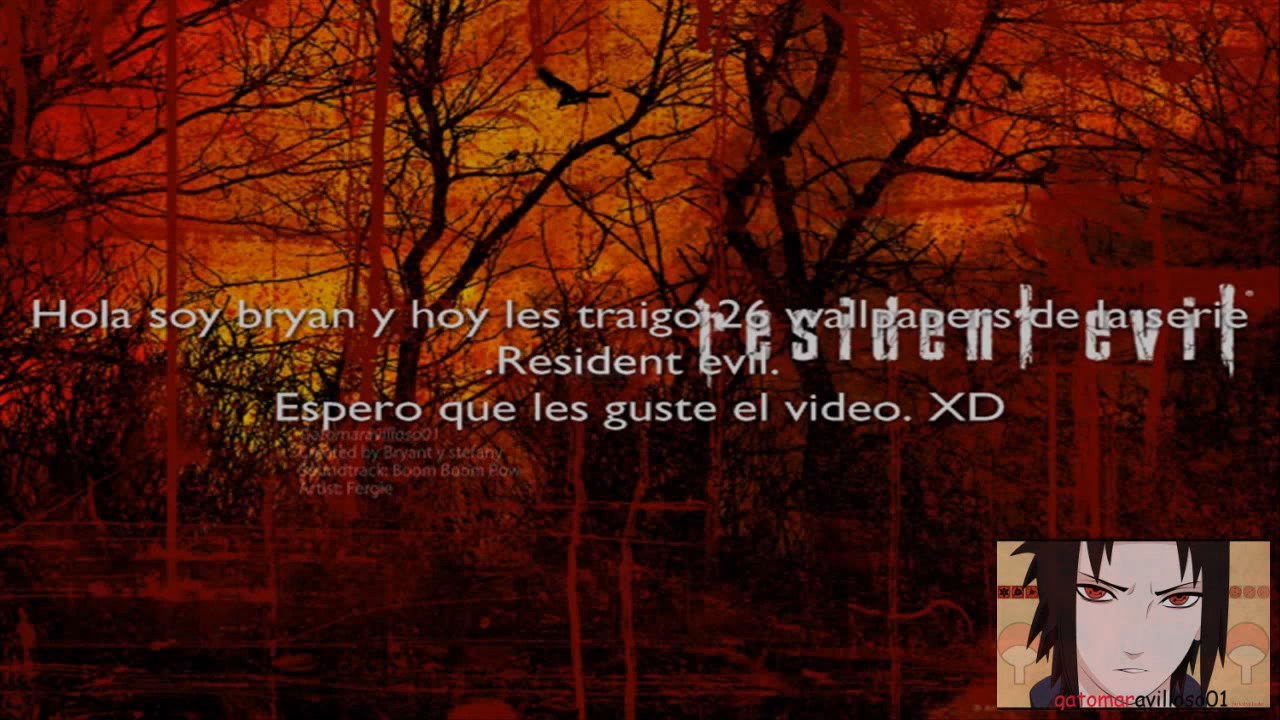 Hola soy bryan y hoy les traigo 26 wallpapers de la serie
.Resident evil.
resident evil
Espero que les guste el video. XD
gatomaravilloso01
Created by Bryant y stefany
Soundtrack: Boom Boom Pow
Artist: Fergie
gatomaravilloso01